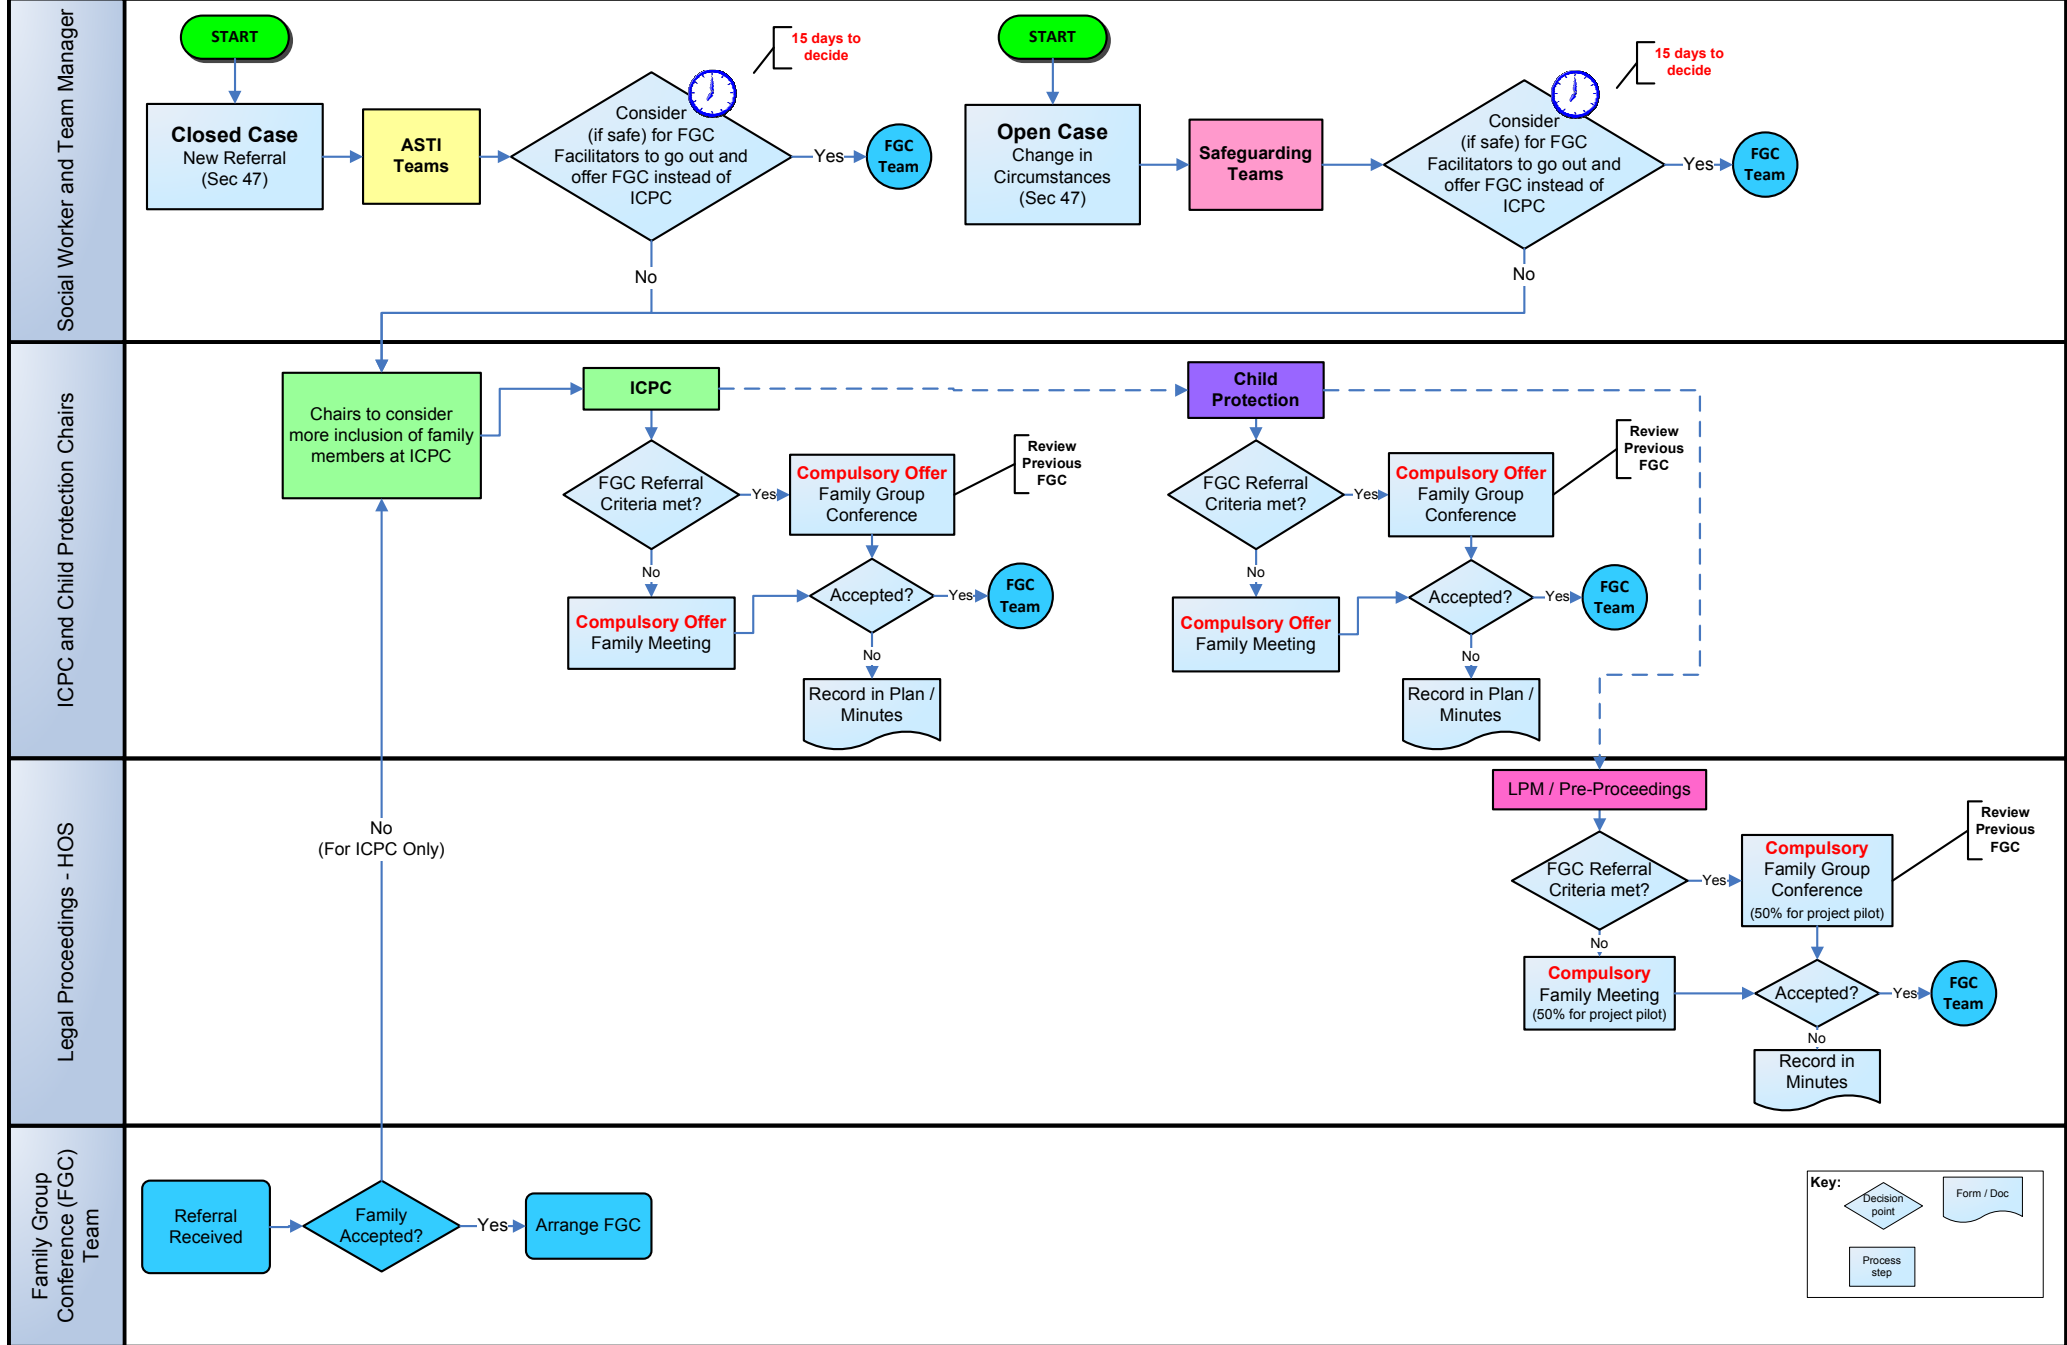 Social Worker and Team Manager
START
Closed Case
New Referral
(Sec 47)
ASTI
Teams
Consider
(if safe) for FGC
Facilitators to go out and
offer FGC instead of
ICPC
15 days to
decide
Yes
FGC
Team
No
START
Open Case
Change in
Circumstances
(Sec 47)
Safeguarding
Teams
Consider
(if safe) for FGC
Facilitators to go out and
offer FGC instead of
ICPC
15 days to
decide
Yes
FGC
Team
No
ICPC and Child Protection Chairs
Chairs to consider
more inclusion of family
members at ICPC
ICPC
FGC Referral
Criteria met?
Yes
Compulsory Offer
Family Group
Conference
Review
Previous
FGC
No
Compulsory Offer
Family Meeting
Accepted?
Yes
FGC
Team
No
Record in Plan /
Minutes
Child
Protection
FGC Referral
Criteria met?
Yes
Compulsory Offer
Family Group
Conference
Review
Previous
FGC
No
Compulsory Offer
Family Meeting
Accepted?
Yes
FGC
Team
No
Record in Plan /
Minutes
Legal Proceedings - HOS
No
(For ICPC Only)
LPM / Pre-Proceedings
FGC Referral
Criteria met?
Yes
Compulsory
Family Group
Conference
(50% for project pilot)
Review
Previous
FGC
No
Compulsory
Family Meeting
(50% for project pilot)
Accepted?
Yes
FGC
Team
No
Record in
Minutes
Family Group
Conference (FGC)
Team
Referral
Received
Family
Accepted?
Yes
Arrange FGC
Key:
Decision
point
Form / Doc
Process
step